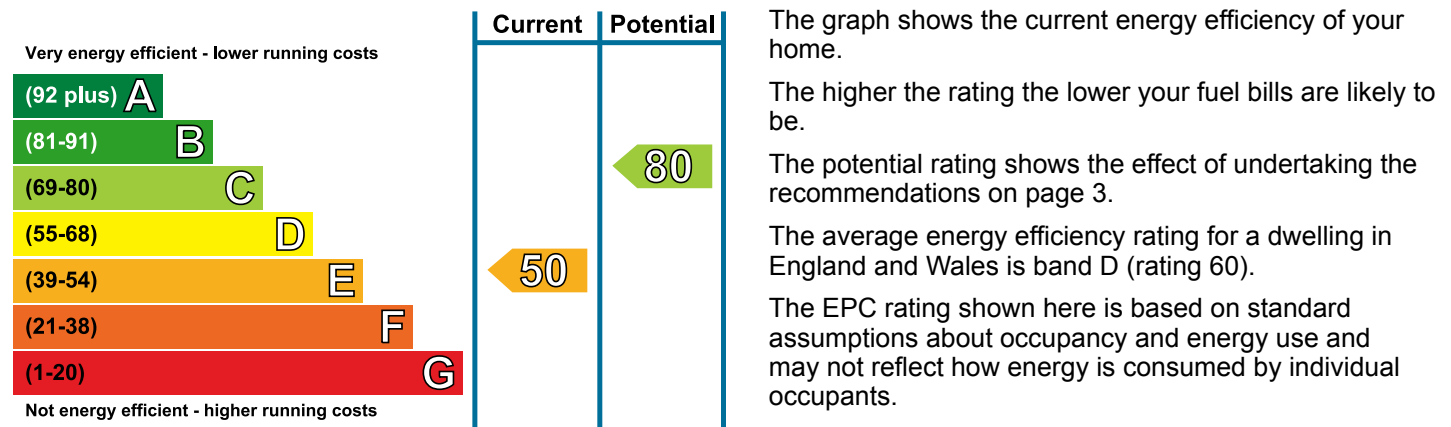 Current Potential
Very energy efficient - lower running costs
(92 plus) A
(81-91) B
(69-80) C
80
(55-68) D
(39-54) E
50
(21-38) F
(1-20) G
Not energy efficient - higher running costs
The graph shows the current energy efficiency of your
home.
The higher the rating the lower your fuel bills are likely to
be.
The potential rating shows the effect of undertaking the
recommendations on page 3.
The average energy efficiency rating for a dwelling in
England and Wales is band D (rating 60).
The EPC rating shown here is based on standard
assumptions about occupancy and energy use and
may not reflect how energy is consumed by individual
occupants.